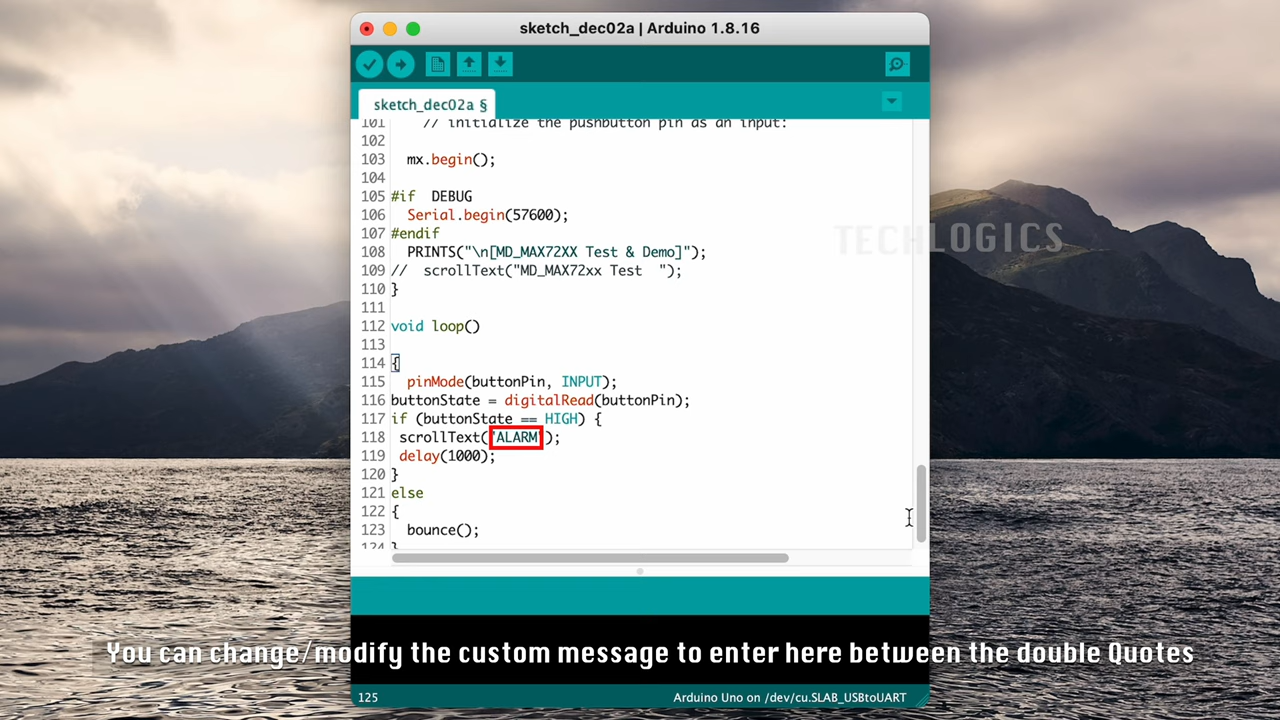 sketch_dec02a | Arduino 1.8.16
sketch_dec02a §
101 // initialize the pushbutton pin as an input:
102
103 mx.begin();
104
105 #if DEBUG
106 Serial.begin(57600);
107 #endif
108 PRINTS("\n[MD_MAX72XX Test & Demo]");
109 // scrollText("MD_MAX72xx Test ");
110 }
111
112 void loop()
113
114 {
115 pinMode(buttonPin, INPUT);
116 buttonState = digitalRead(buttonPin);
117 if (buttonState == HIGH) {
118 scrollText("ALARM");
119 delay(1000);
120 }
121 else
122 {
123 bounce();
124 }
TECHLOGICS
You can change/modify the custom message to enter here between the double Quotes
125
Arduino Uno on /dev/cu.SLAB_USBtoUART